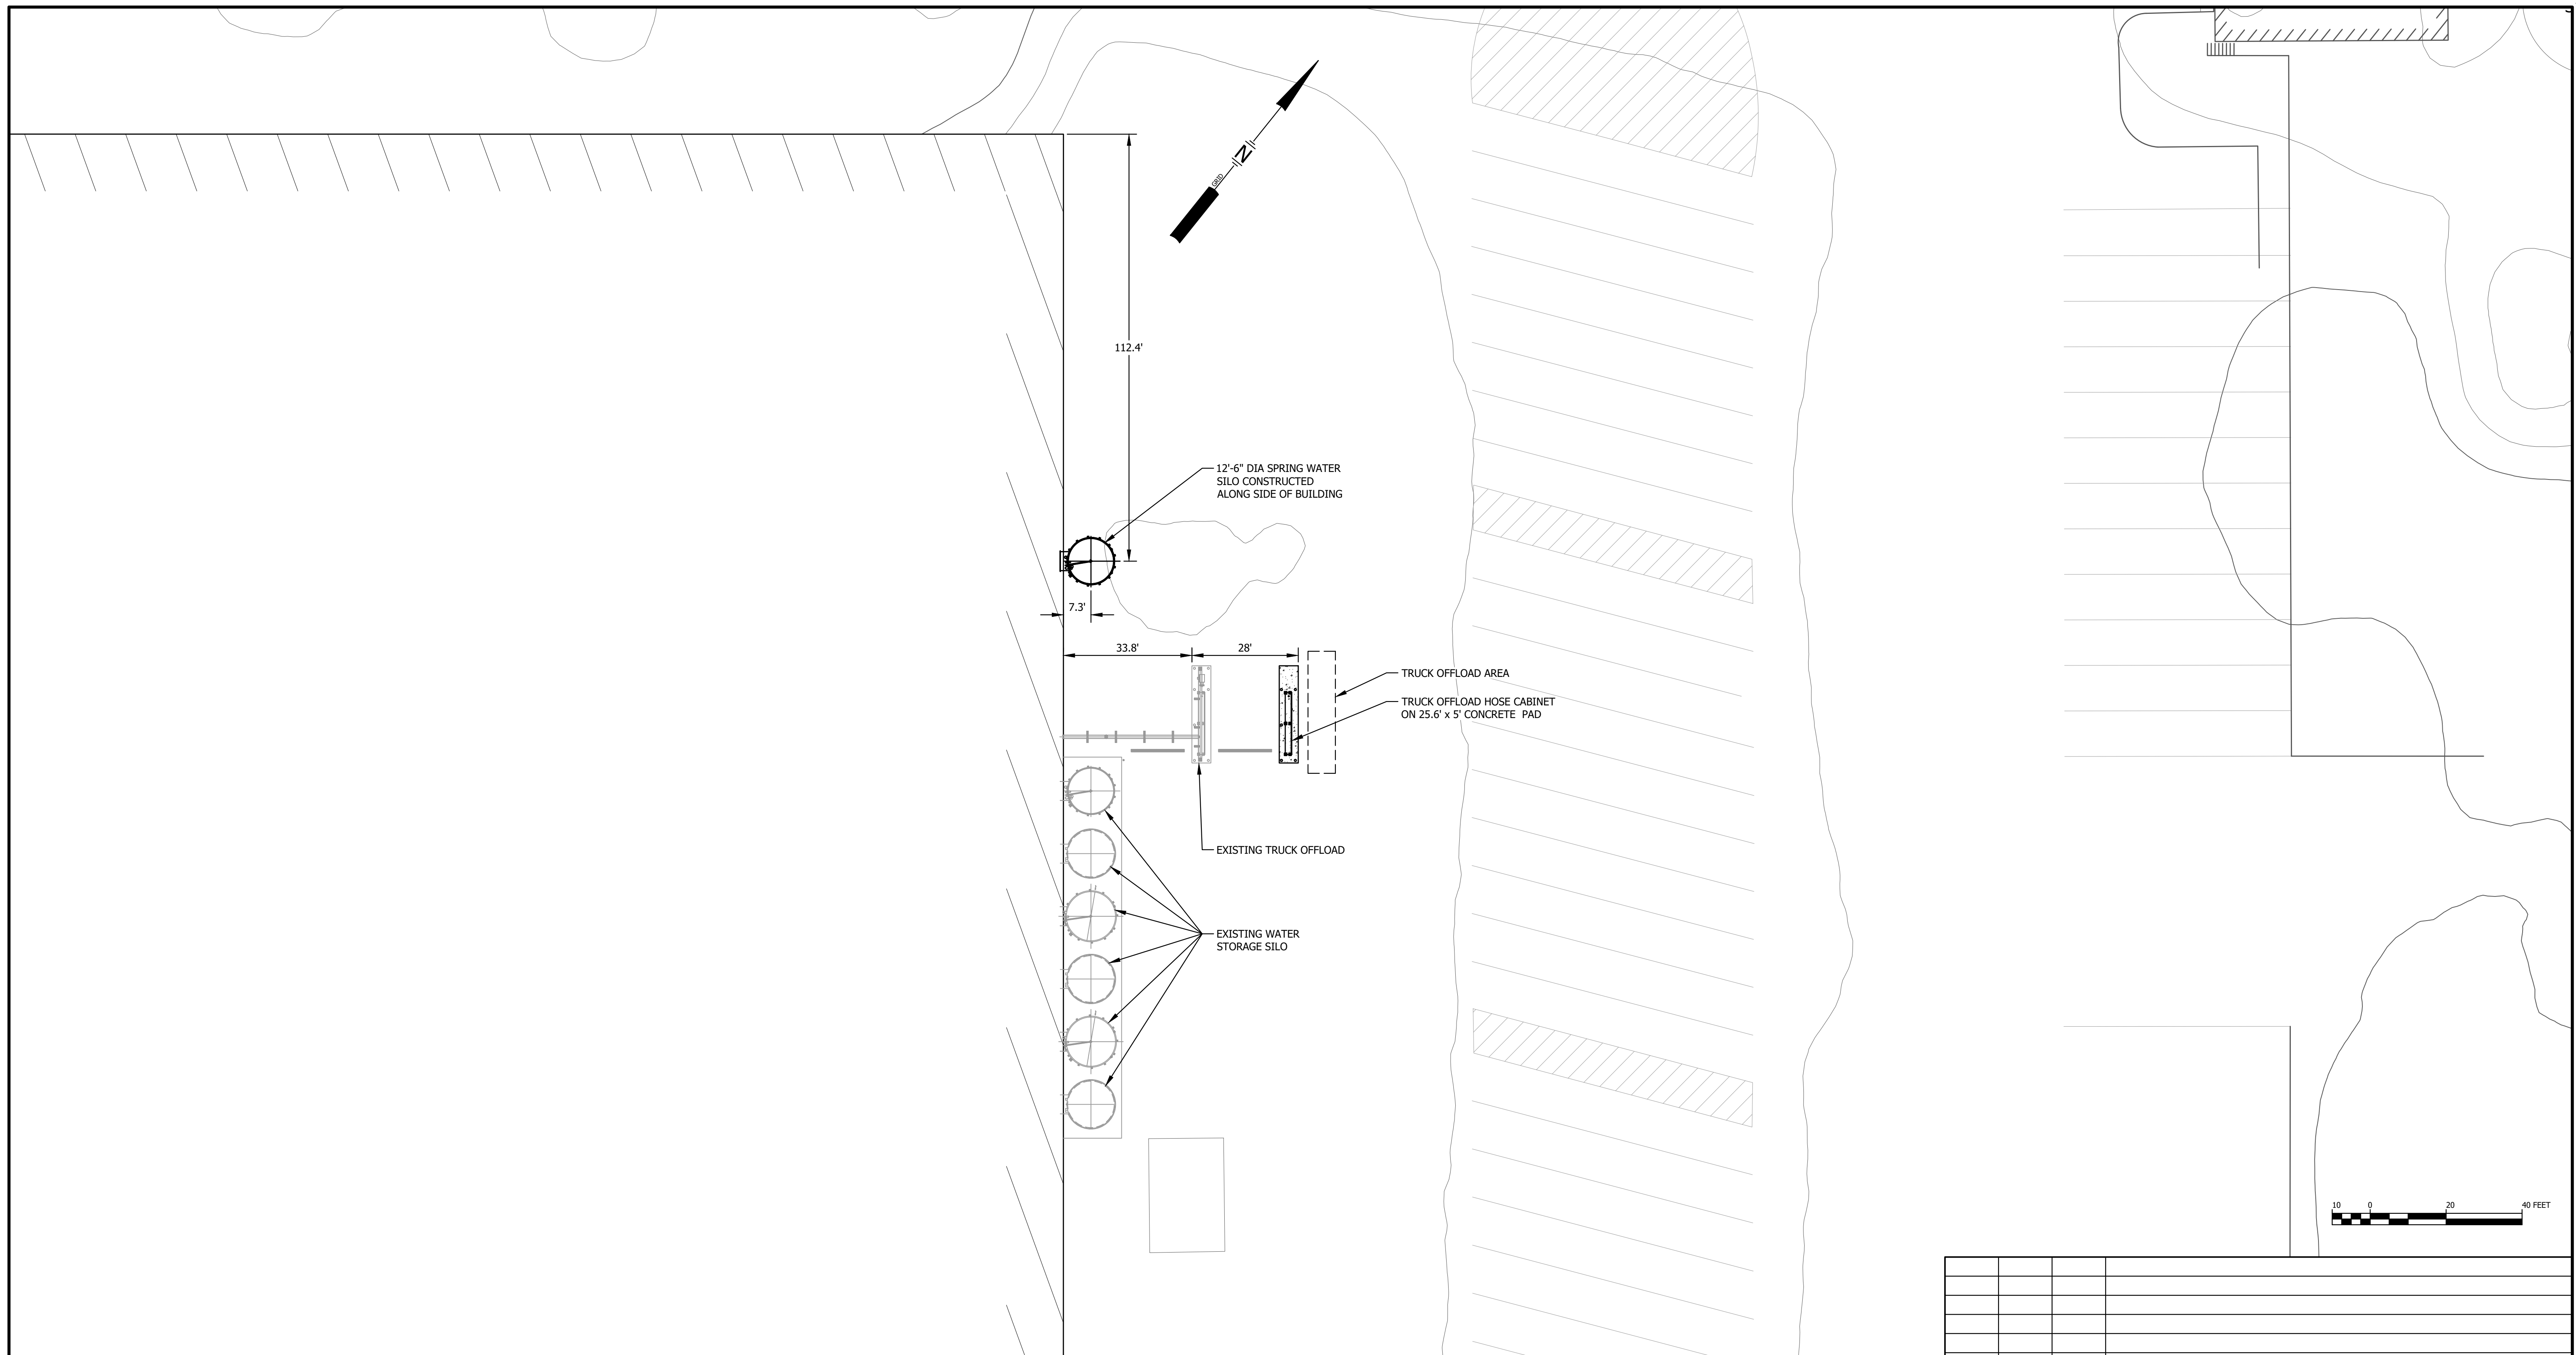 GRID
N
112.4'
12'-6" DIA SPRING WATER
SILO CONSTRUCTED
ALONG SIDE OF BUILDING
7.3'
33.8'
28'
TRUCK OFFLOAD AREA
TRUCK OFFLOAD HOSE CABINET
ON 25.6' x 5' CONCRETE PAD
EXISTING TRUCK OFFLOAD
EXISTING WATER
STORAGE SILO
10 0 20 40 FEET